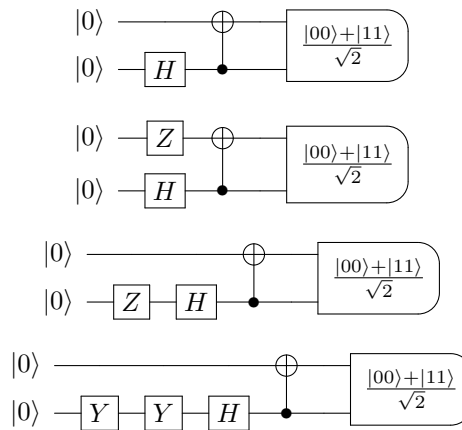 |0⟩ |00⟩+|11⟩
|0⟩ H √2
|0⟩ Z |00⟩+|11⟩
|0⟩ H √2
|0⟩ |00⟩+|11⟩
|0⟩ Z H √2
|0⟩ |00⟩+|11⟩
|0⟩ Y Y H √2